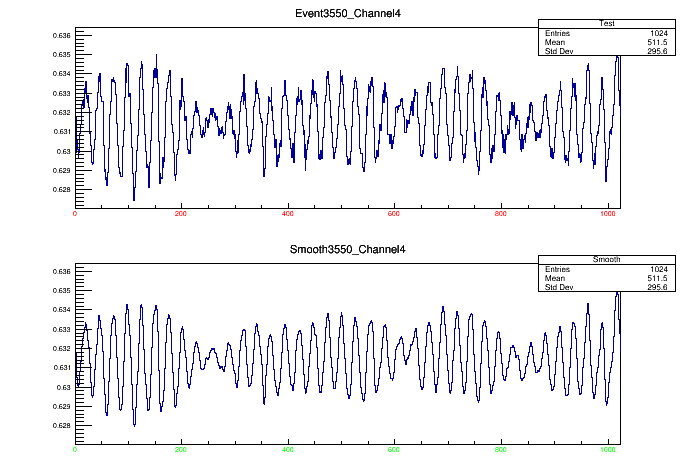 Event3550_Channel4
Test
Entries 1024
Mean 511.5
Std Dev 295.6
0.636
0.635
0.634
0.633
0.632
0.631
0.63
0.629
0.628
0 200 400 600 800 1000
Smooth3550_Channel4
Smooth
Entries 1024
Mean 511.5
Std Dev 295.6
0.636
0.635
0.634
0.633
0.632
0.631
0.63
0.629
0.628
0 200 400 600 800 1000